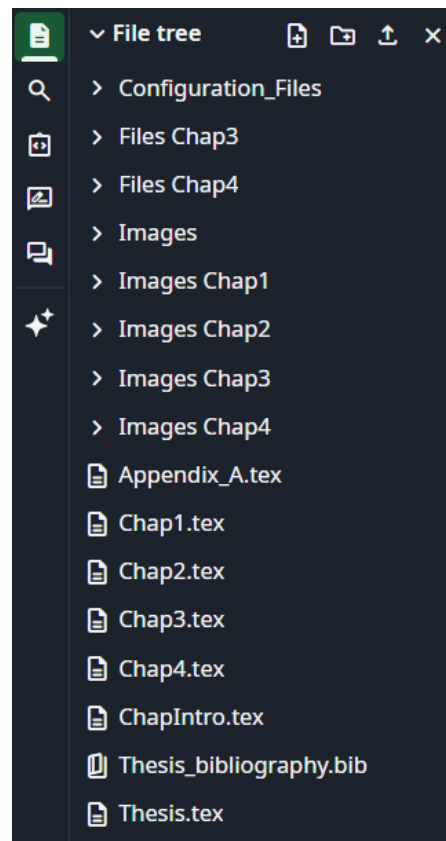 File tree
Configuration_Files
Files Chap3
Files Chap4
Images
Images Chap1
Images Chap2
Images Chap3
Images Chap4
Appendix_A.tex
Chap1.tex
Chap2.tex
Chap3.tex
Chap4.tex
ChapIntro.tex
Thesis_bibliography.bib
Thesis.tex